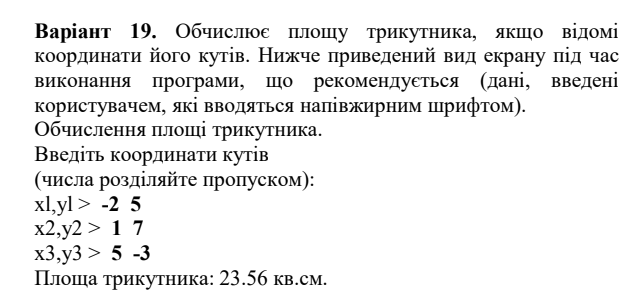 Варіант 19. Обчислює площу трикутника, якщо відомі
координати його кутів. Нижче приведений вид екрану під час
виконання програми, що рекомендується (дані, введені
користувачем, які вводяться напівжирним шрифтом).
Обчислення площі трикутника.
Введіть координати кутів
(числа розділяйте пропуском):
xl,yl > -2 5
x2,y2 > 1 7
x3,y3 > 5 -3
Площа трикутника: 23.56 кв.см.